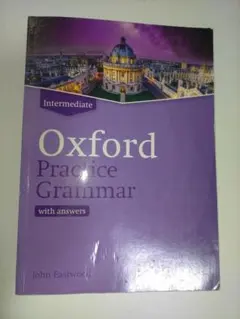 Intermediate
Oxford
Practice
Grammar
with answers
John Eastwood